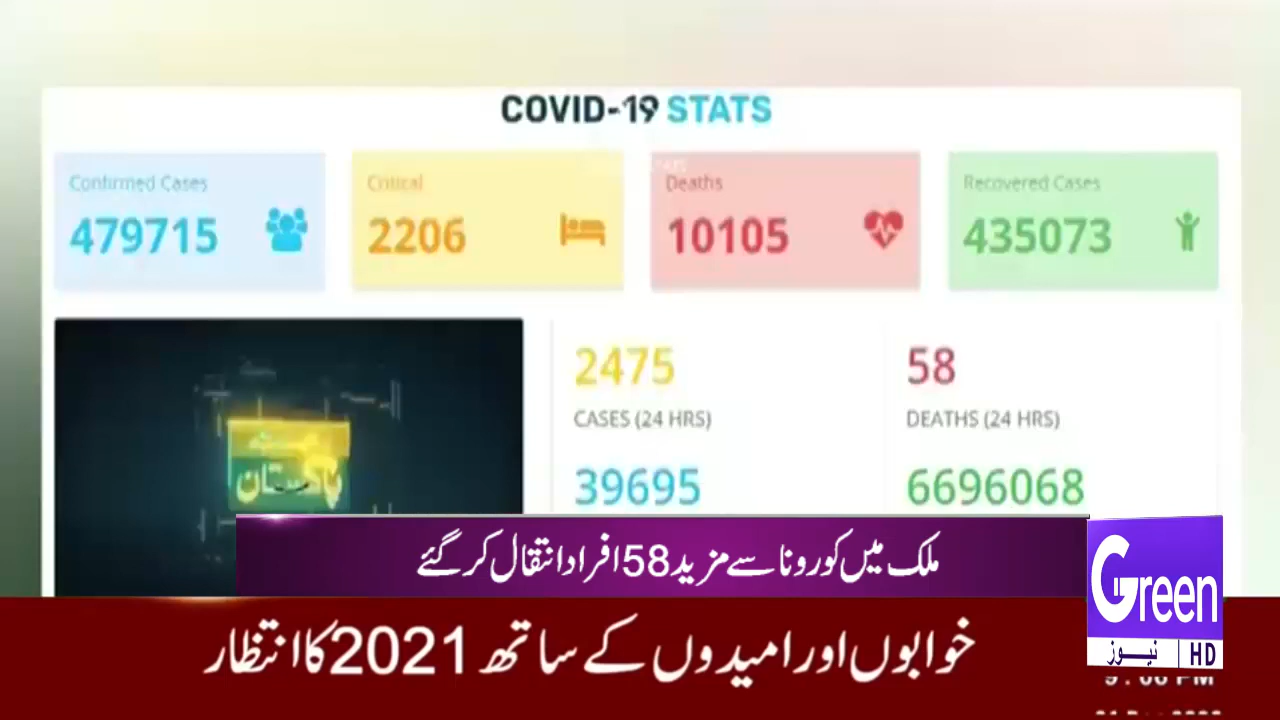 COVID-19 STATS
Confirmed Cases
479715
Critical
2206
Deaths
10105
Recovered Cases
435073
2475
CASES (24 HRS)
58
DEATHS (24 HRS)
39695
6696068
پاکستان
ملک میں کورونا سے مزید 58 افراد انتقال کر گئے
خوابوں اور امیدوں کے ساتھ 2021 کا انتظار
Green
نیوز HD